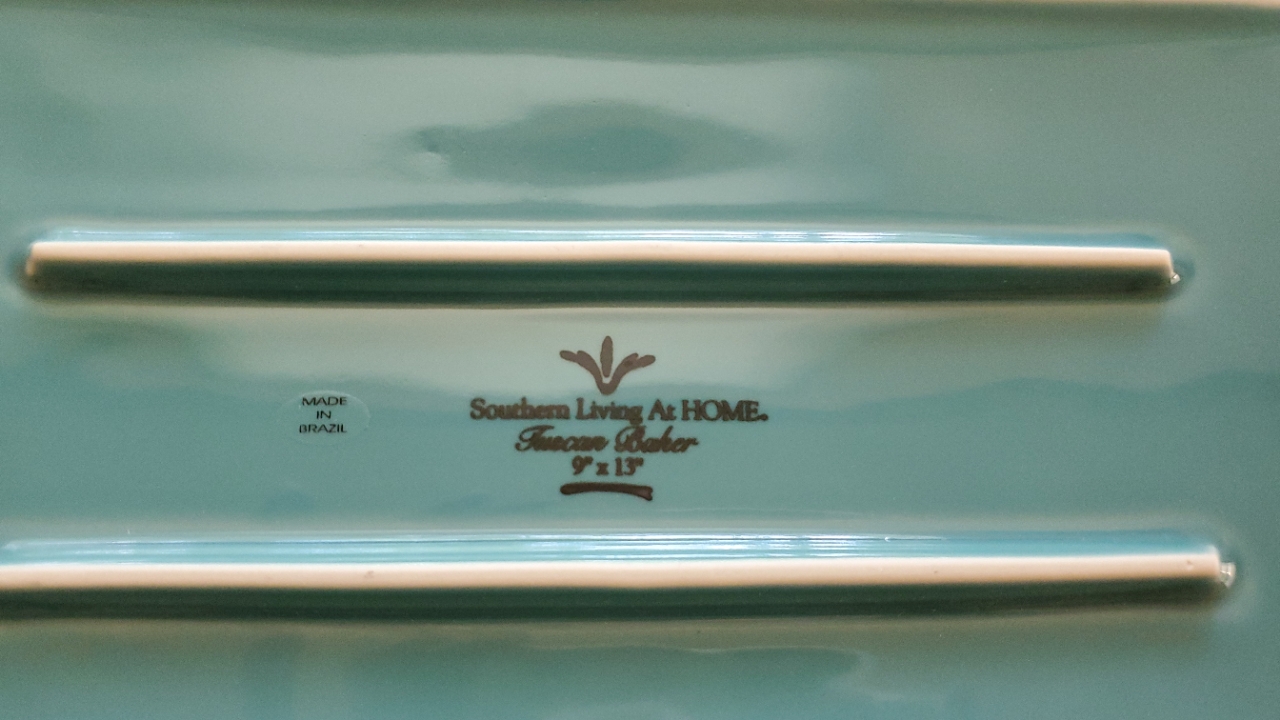 MADE
IN
BRAZIL
Southern Living At HOME.
Tuscan Baker
9" x 13"